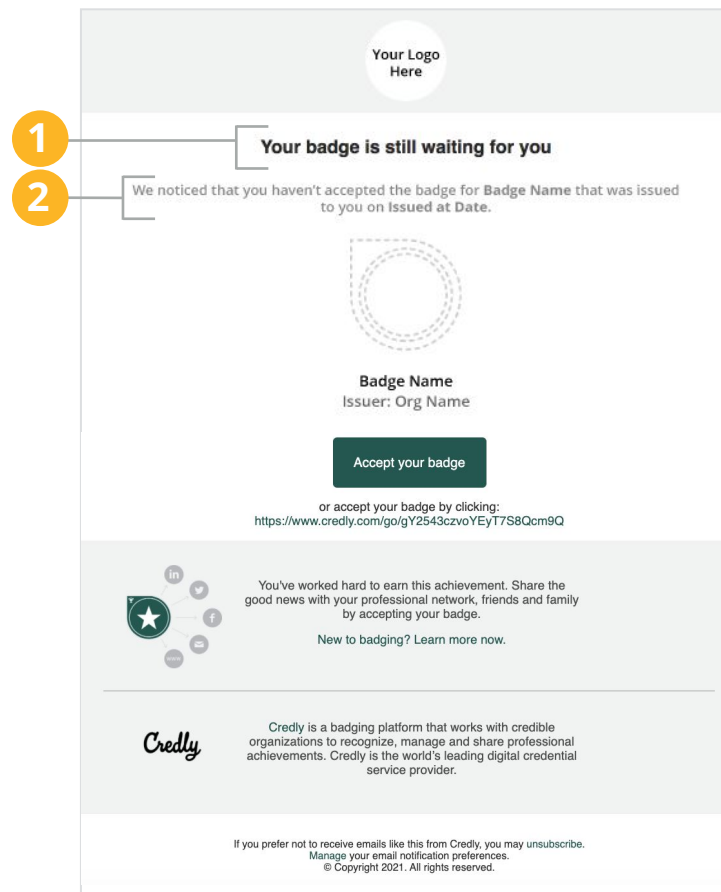 Your Logo
Here
1
Your badge is still waiting for you
2
We noticed that you haven't accepted the badge for Badge Name that was issued
to you on Issued at Date.
Badge Name
Issuer: Org Name
Accept your badge
or accept your badge by clicking:
https://www.credly.com/go/gY2543czvoYEyT7S8Qcm9Q
in
f
www
You've worked hard to earn this achievement. Share the
good news with your professional network, friends and family
by accepting your badge.
New to badging? Learn more now.
Credly
Credly is a badging platform that works with credible
organizations to recognize, manage and share professional
achievements. Credly is the world's leading digital credential
service provider.
If you prefer not to receive emails like this from Credly, you may unsubscribe.
Manage your email notification preferences.
© Copyright 2021. All rights reserved.